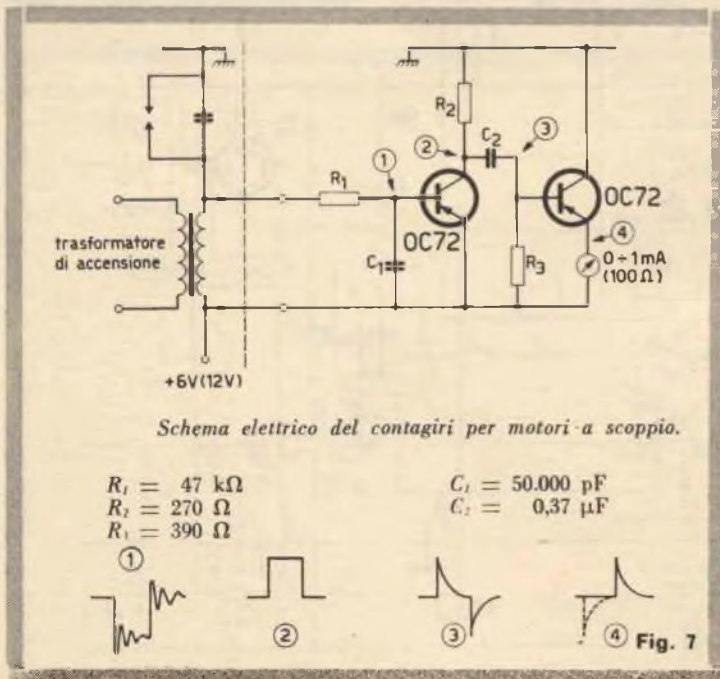 R2
C2
3
2
1
R1
OC72
OC72
4
C1
R3
0÷1mA
(100Ω)
trasformatore
di accensione
+6V(12V)
Schema elettrico del contagiri per motori a scoppio.
R1 = 47 kΩ
R2 = 270 Ω
R3 = 390 Ω
C1 = 50.000 pF
C2 = 0,37 µF
1
2
3
4
Fig. 7